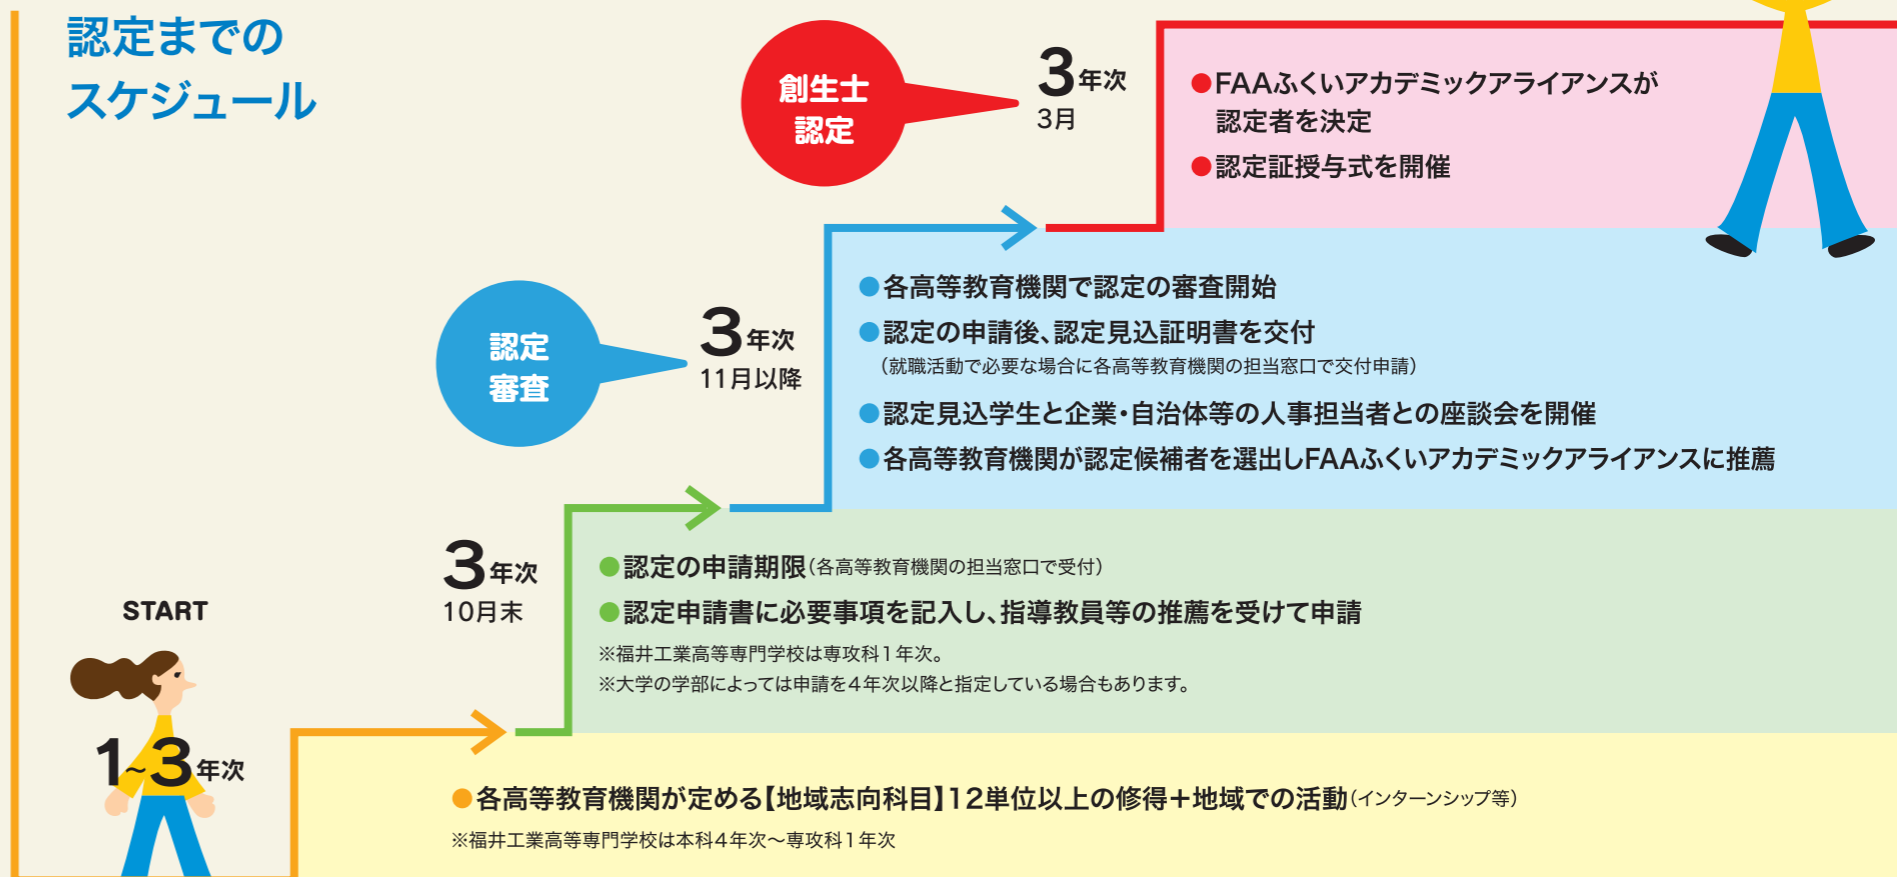 認定までの
スケジュール
創生士
認定
3年次
3月
●FAAふくいアカデミックアライアンスが
認定者を決定
●認定証授与式を開催
認定
審査
3年次
11月以降
●各高等教育機関で認定の審査開始
●認定の申請後、認定見込証明書を交付
（就職活動で必要な場合に各高等教育機関の担当窓口で交付申請）
●認定見込学生と企業・自治体等の人事担当者との座談会を開催
●各高等教育機関が認定候補者を選出しFAAふくいアカデミックアライアンスに推薦
3年次
10月末
●認定の申請期限（各高等教育機関の担当窓口で受付）
●認定申請書に必要事項を記入し、指導教員等の推薦を受けて申請
※福井工業高等専門学校は専攻科1年次。
※大学の学部によっては申請を4年次以降と指定している場合もあります。
START
1~3年次
●各高等教育機関が定める【地域志向科目】12単位以上の修得＋地域での活動（インターンシップ等）
※福井工業高等専門学校は本科4年次～専攻科1年次